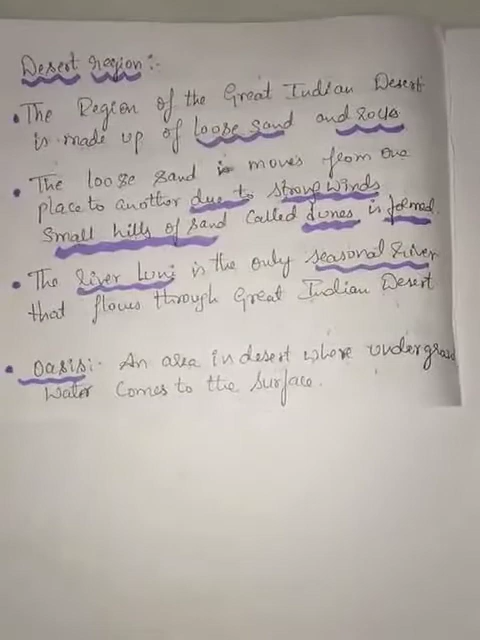 Desert region:-
• The Region of the Great Indian Desert
is made up of loose sand and rocks
• The loose sand is moves from one
place to another due to strong winds
Small hills of sand called dunes is formed.
• The river Luni is the only seasonal River
that flows through Great Indian Desert
• Oasis:- An area in desert where underground
water comes to the surface.